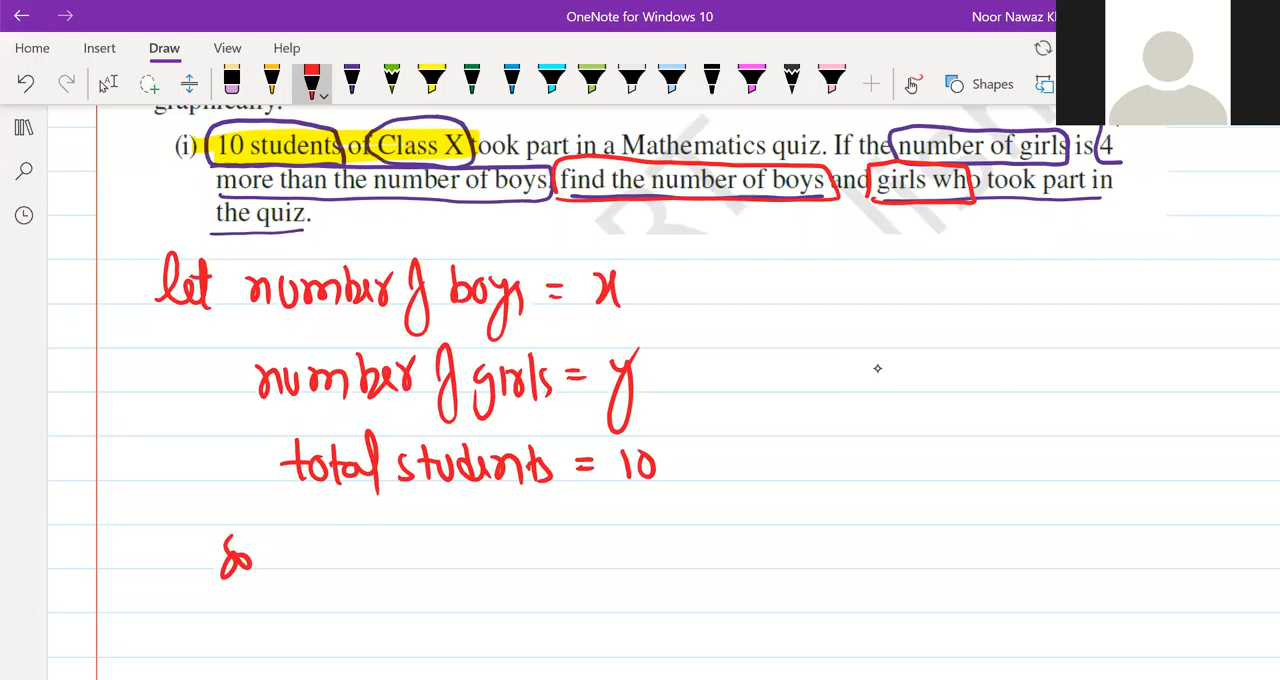 OneNote for Windows 10
Noor Nawaz Kh
Home Insert Draw View Help
Shapes
graphically.
(i) 10 students of Class X took part in a Mathematics quiz. If the number of girls is 4
more than the number of boys, find the number of boys and girls who took part in
the quiz.
let number of boys = x
number of girls = y
total students = 10
So